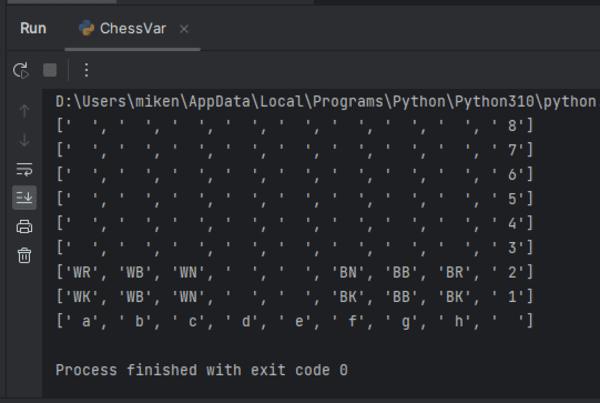 Run ChessVar
D:\Users\miken\AppData\Local\Programs\Python\Python310\python
['  ', '  ', '  ', '  ', '  ', '  ', '  ', '  ', ' 8']
['  ', '  ', '  ', '  ', '  ', '  ', '  ', '  ', ' 7']
['  ', '  ', '  ', '  ', '  ', '  ', '  ', '  ', ' 6']
['  ', '  ', '  ', '  ', '  ', '  ', '  ', '  ', ' 5']
['  ', '  ', '  ', '  ', '  ', '  ', '  ', '  ', ' 4']
['  ', '  ', '  ', '  ', '  ', '  ', '  ', '  ', ' 3']
['WR', 'WB', 'WN', '  ', '  ', 'BN', 'BB', 'BR', ' 2']
['WK', 'WB', 'WN', '  ', '  ', 'BK', 'BB', 'BK', ' 1']
[' a', ' b', ' c', ' d', ' e', ' f', ' g', ' h', '  ']
Process finished with exit code 0